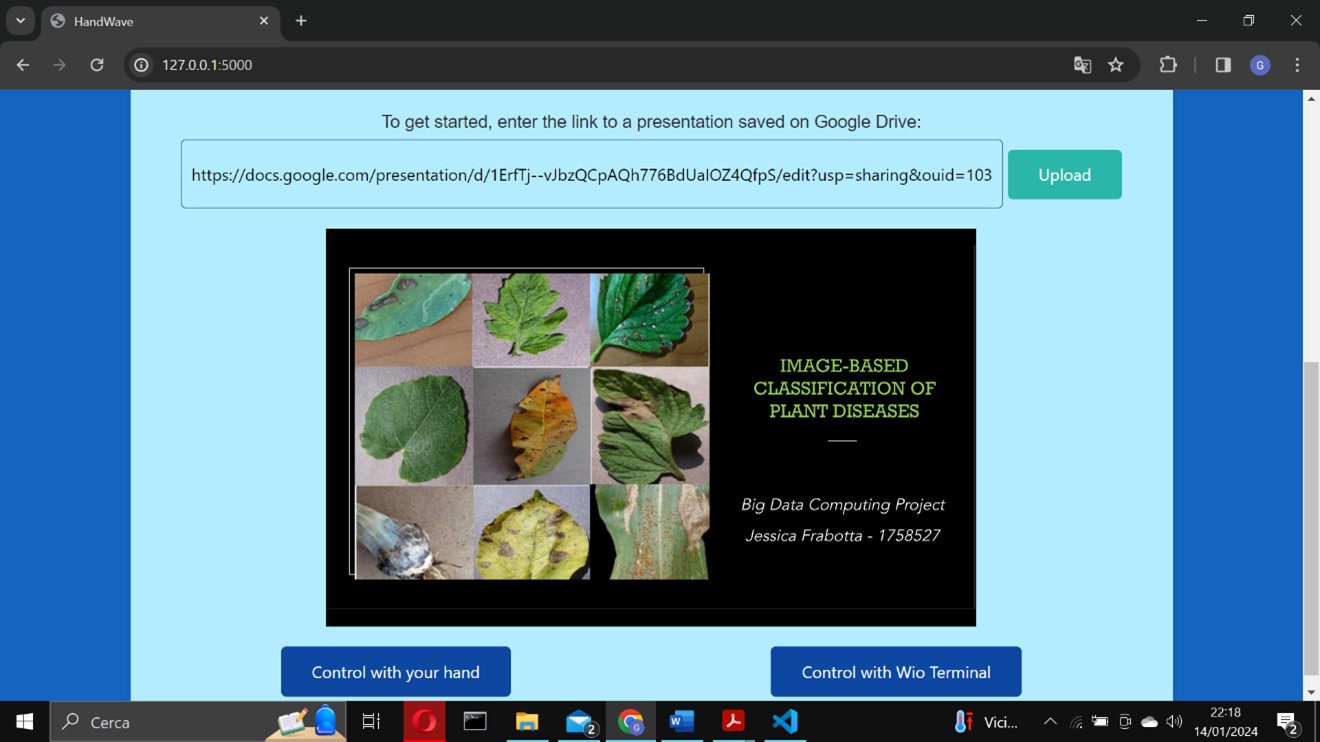 HandWave
127.0.0.1:5000
G
To get started, enter the link to a presentation saved on Google Drive:
https://docs.google.com/presentation/d/1ErfTj--vJbzQCpAQh776BdUalOZ4QfpS/edit?usp=sharing&ouid=103
Upload
IMAGE-BASED
CLASSIFICATION OF
PLANT DISEASES
Big Data Computing Project
Jessica Frabotta - 1758527
Control with your hand
Control with Wio Terminal
Cerca
2
G
Vici...
22:18
14/01/2024
2